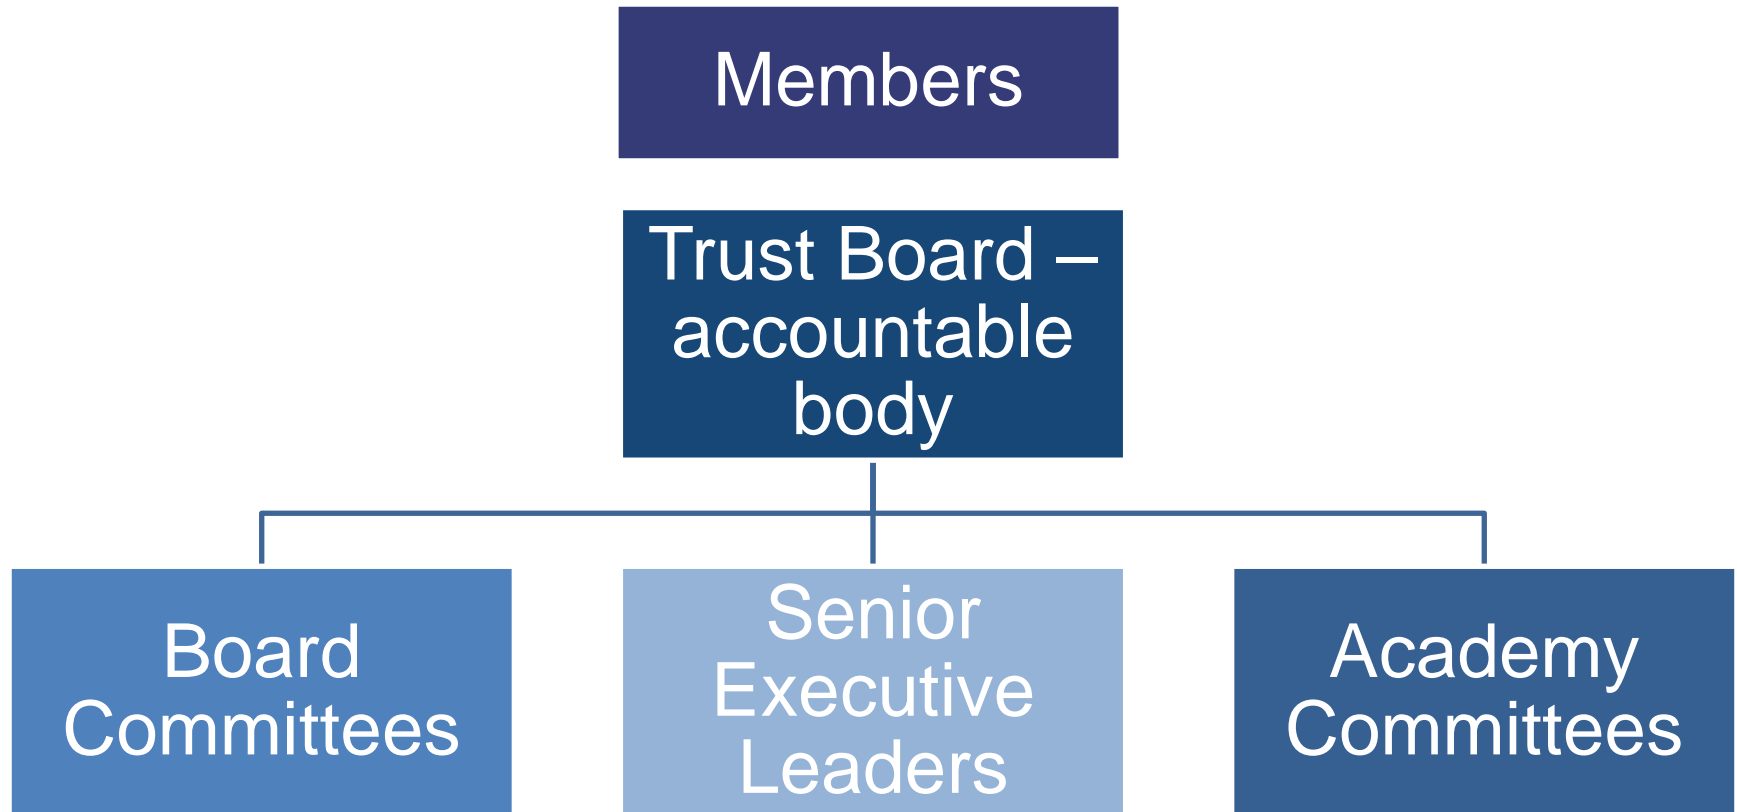 Members
Trust Board –
accountable
body
Board
Committees
Senior
Executive
Leaders
Academy
Committees